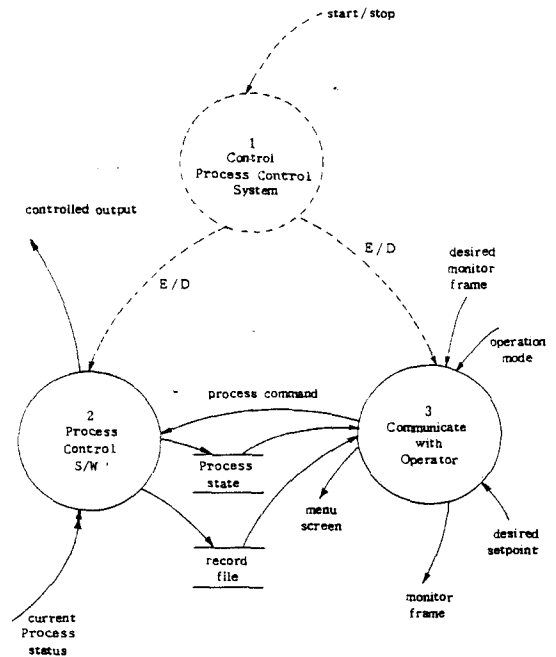 start/stop
1
Control
Process Control
System
controlled output
E/D
E/D
desired
monitor
frame
operation
mode
process command
2
Process
Control
S/W
3
Communicate
with
Operator
Process
state
menu
screen
desired
setpoint
record
file
monitor
frame
current
Process
status